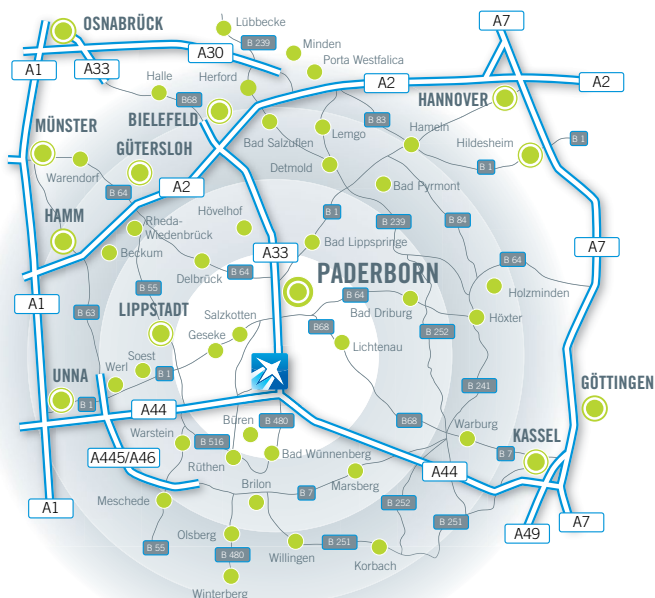 OSNABRÜCK
Lübbecke
A7
B 239
Minden
A30
Porta Westfalica
A1
A33
Halle
Herford
A2
A2
B68
HANNOVER
BIELEFELD
MÜNSTER
B 83
Lemgo
Hameln
Bad Salzuflen
B 1
Hildesheim
GÜTERSLOH
Detmold
B 1
Warendorf
A2
B 64
Bad Pyrmont
HAMM
Hövelhof
B 1
B 239
B 84
Rheda-
Wiedenbrück
A33
Bad Lippspringe
A7
Beckum
B 64
Delbrück
B 64
PADERBORN
B 55
Holzminden
A1
B 64
B 63
LIPPSTADT
Salzkotten
Bad Driburg
Höxter
B68
B 252
Geseke
Lichtenau
Soest
UNNA
Werl
B 1
B 241
GÖTTINGEN
B 1
A44
Büren
B 480
B68
Warburg
Warstein
B 516
KASSEL
A445/A46
Bad Wünnenberg
B 7
Rüthen
A44
Brilon
Marsberg
B 7
Meschede
A1
B 252
B 251
A7
Olsberg
A49
B 55
B 480
B 251
Willingen
Korbach
Winterberg